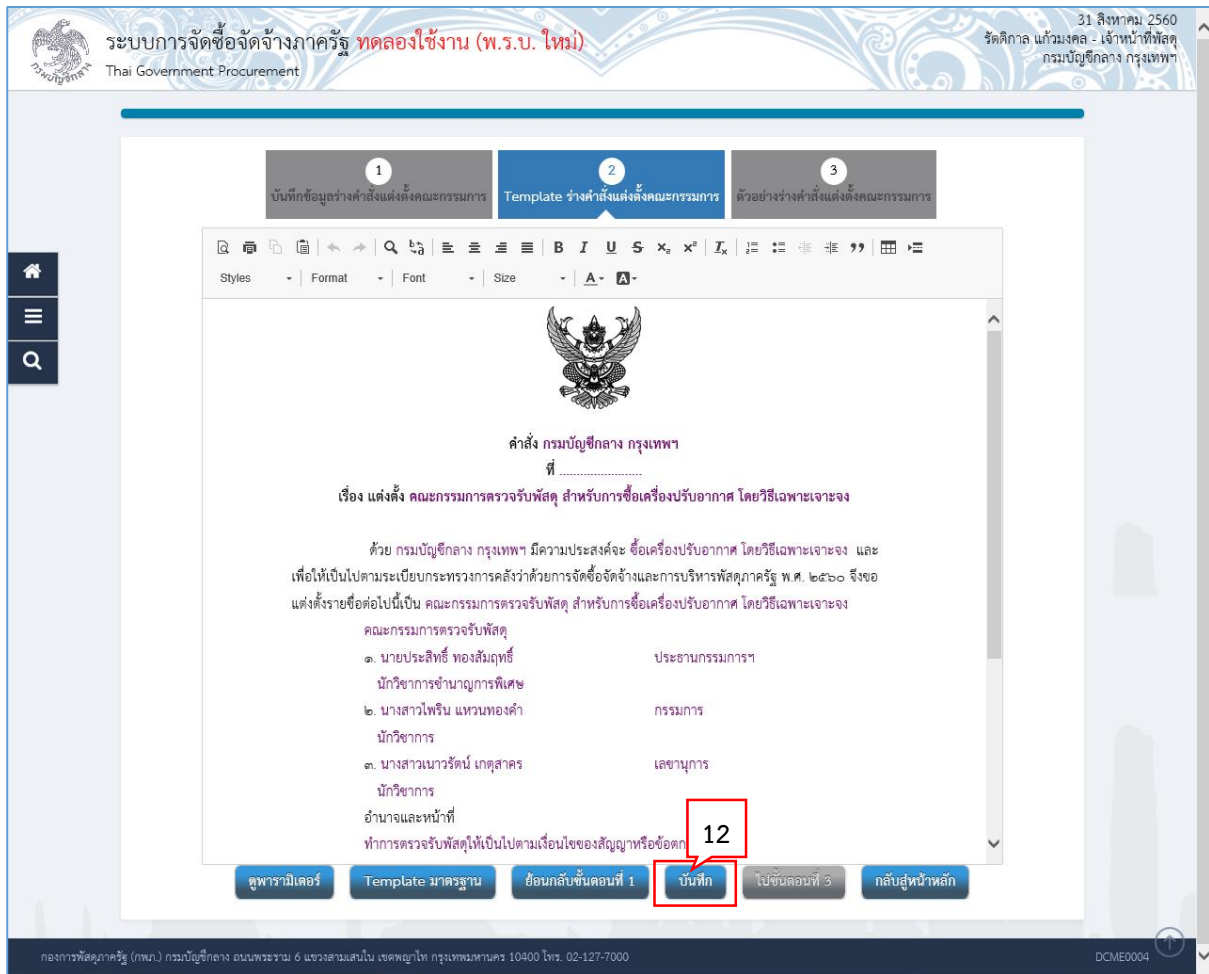 31 สิงหาคม 2560
ระบบการจัดซื้อจัดจ้างภาครัฐ ทดลองใช้งาน (พ.ร.บ. ใหม่)
รัตติกาล แก้วมงคล - เจ้าหน้าที่พัสดุ
Thai Government Procurement
กรมบัญชีกลาง กรุงเทพฯ
กรมบัญชีกลาง
1
บันทึกข้อมูลร่างคำสั่งแต่งตั้งคณะกรรมการ
2
Template ร่างคำสั่งแต่งตั้งคณะกรรมการ
3
ตัวอย่างร่างคำสั่งแต่งตั้งคณะกรรมการ
Styles Format Font Size
คำสั่ง กรมบัญชีกลาง กรุงเทพฯ
ที่ ........................
เรื่อง แต่งตั้ง คณะกรรมการตรวจรับพัสดุ สำหรับการซื้อเครื่องปรับอากาศ โดยวิธีเฉพาะเจาะจง
ด้วย กรมบัญชีกลาง กรุงเทพฯ มีความประสงค์จะ ซื้อเครื่องปรับอากาศ โดยวิธีเฉพาะเจาะจง และ
เพื่อให้เป็นไปตามระเบียบกระทรวงการคลังว่าด้วยการจัดซื้อจัดจ้างและการบริหารพัสดุภาครัฐ พ.ศ. ๒๕๖๐ จึงขอ
แต่งตั้งรายชื่อต่อไปนี้เป็น คณะกรรมการตรวจรับพัสดุ สำหรับการซื้อเครื่องปรับอากาศ โดยวิธีเฉพาะเจาะจง
คณะกรรมการตรวจรับพัสดุ
๑. นายประสิทธิ์ ทองสัมฤทธิ์ ประธานกรรมการฯ
นักวิชาการชำนาญการพิเศษ
๒. นางสาวไพริน แหวนทองคำ กรรมการ
นักวิชาการ
๓. นางสาวเนาวรัตน์ เกตุสาคร เลขานุการ
นักวิชาการ
อำนาจและหน้าที่
ทำการตรวจรับพัสดุให้เป็นไปตามเงื่อนไขของสัญญาหรือข้อตก
12
ดูพารามิเตอร์ Template มาตรฐาน ย้อนกลับขั้นตอนที่ 1 บันทึก ไปขั้นตอนที่ 3 กลับสู่หน้าหลัก
กองการพัสดุภาครัฐ (กพภ.) กรมบัญชีกลาง ถนนพระราม 6 แขวงสามเสนใน เขตพญาไท กรุงเทพมหานคร 10400 โทร. 02-127-7000
DCME0004